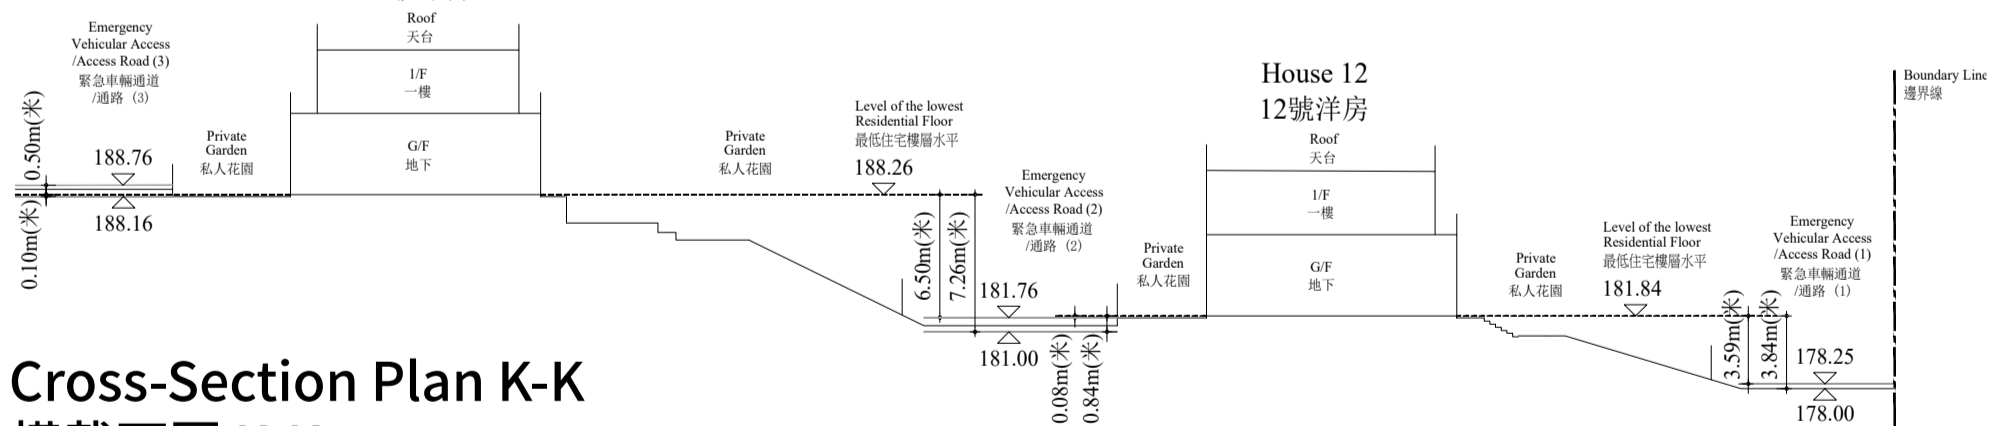 Emergency
Vehicular Access
/Access Road (3)
緊急車輛通道
/通路（3）
0.50m(米)
0.10m(米)
188.76
188.16
Private
Garden
私人花園
Roof
天台
1/F
一樓
G/F
地下
Private
Garden
私人花園
Level of the lowest
Residential Floor
最低住宅樓層水平
188.26
6.50m(米)
7.26m(米)
Emergency
Vehicular Access
/Access Road (2)
緊急車輛通道
/通路（2）
181.76
181.00
0.08m(米)
0.84m(米)
Private
Garden
私人花園
House 12
12號洋房
Roof
天台
1/F
一樓
G/F
地下
Private
Garden
私人花園
Level of the lowest
Residential Floor
最低住宅樓層水平
181.84
3.59m(米)
3.84m(米)
Emergency
Vehicular Access
/Access Road (1)
緊急車輛通道
/通路（1）
178.25
178.00
Boundary Line
邊界線
Cross-Section Plan K-K